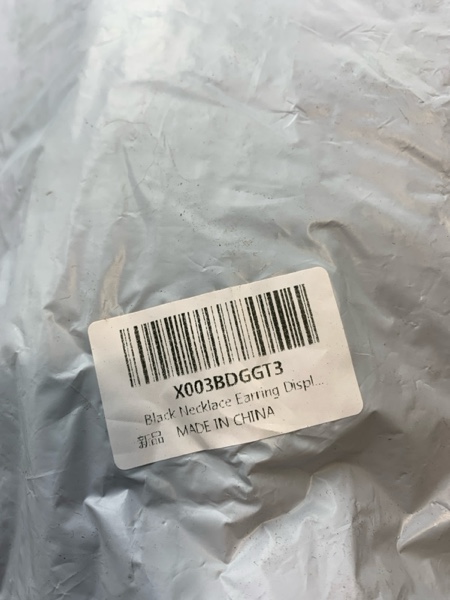 X003BDGGT3
Black Necklace Earring Displ...
新品 MADE IN CHINA